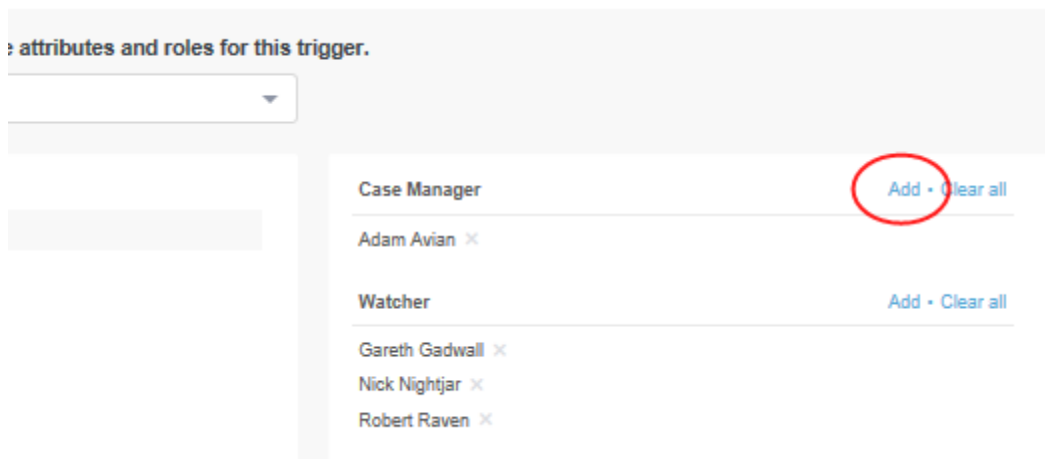 attributes and roles for this trigger.
Case Manager Add • Clear all
Adam Avian ×
Watcher Add • Clear all
Gareth Gadwall ×
Nick Nightjar ×
Robert Raven ×